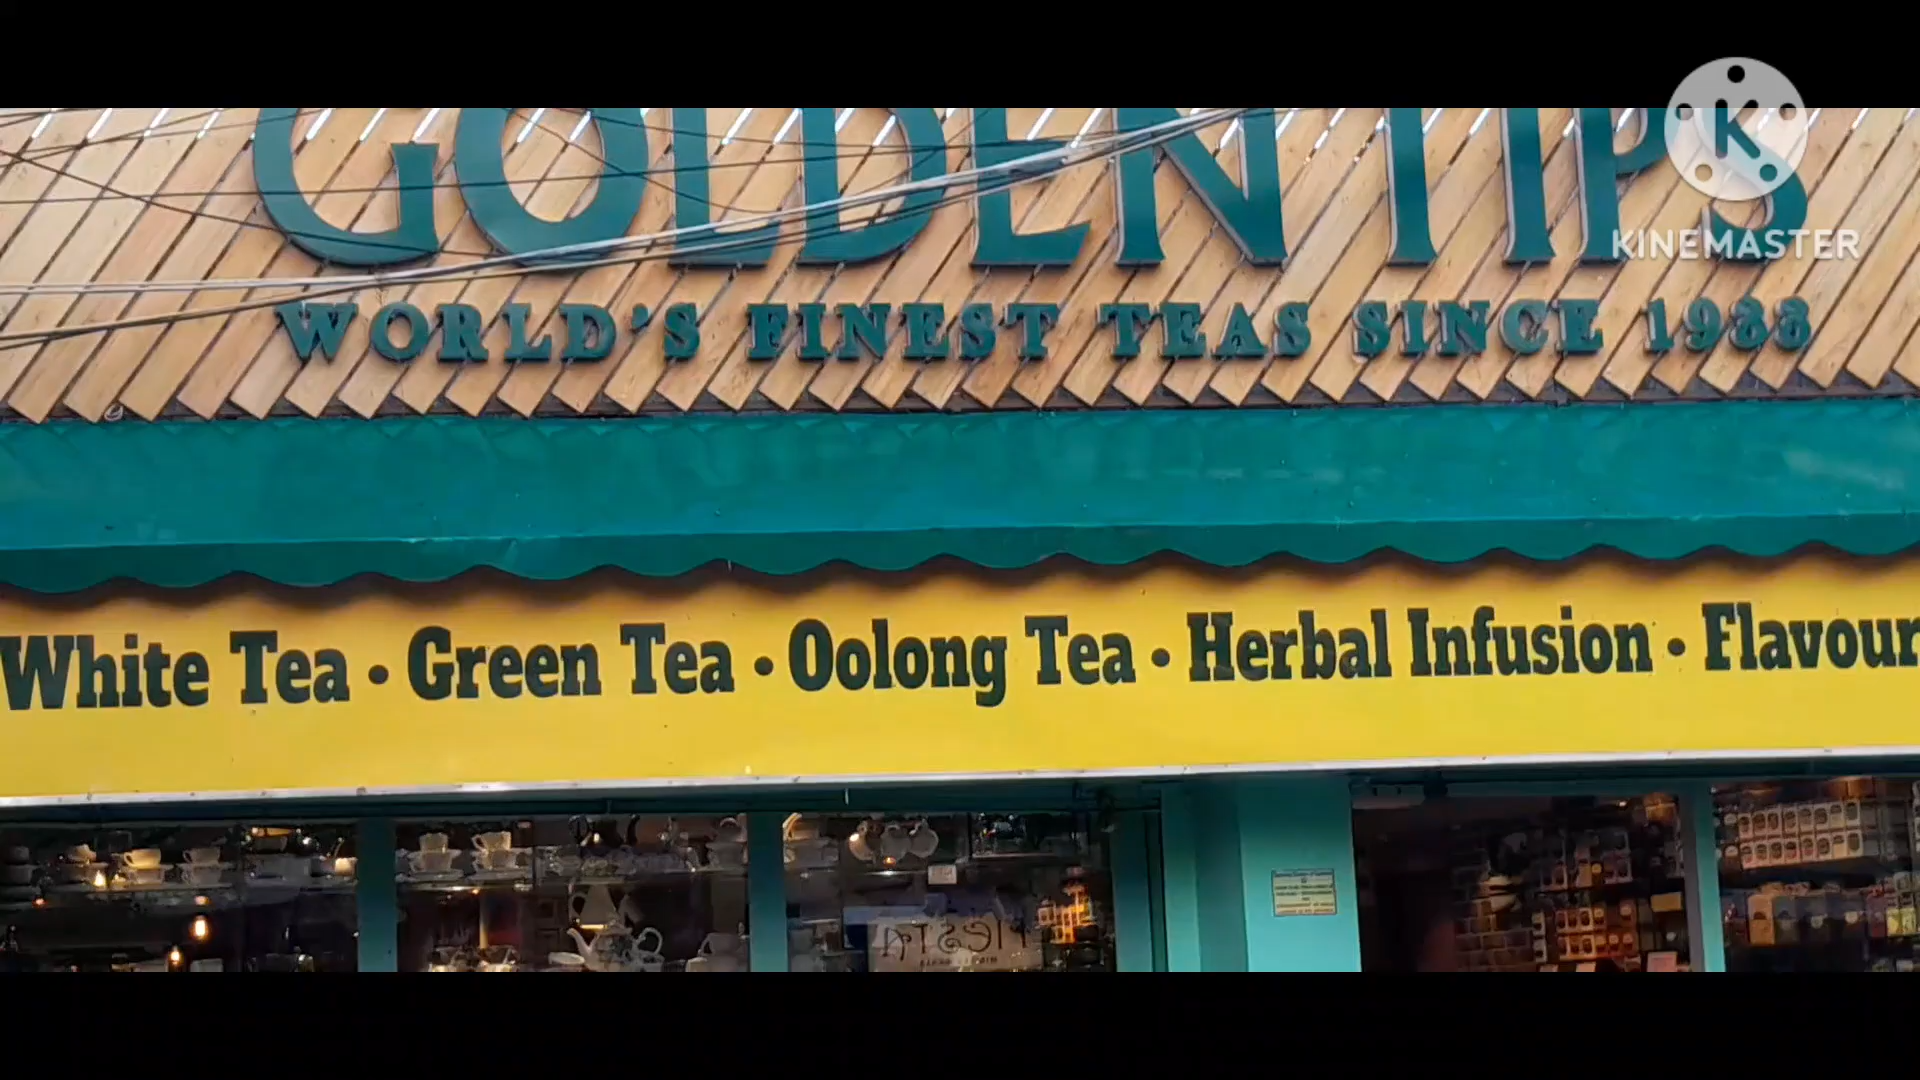 GOLDEN TIPS
WORLD'S FINEST TEAS SINCE 1933
White Tea • Green Tea • Oolong Tea • Herbal Infusion • Flavour
K
KINEMASTER